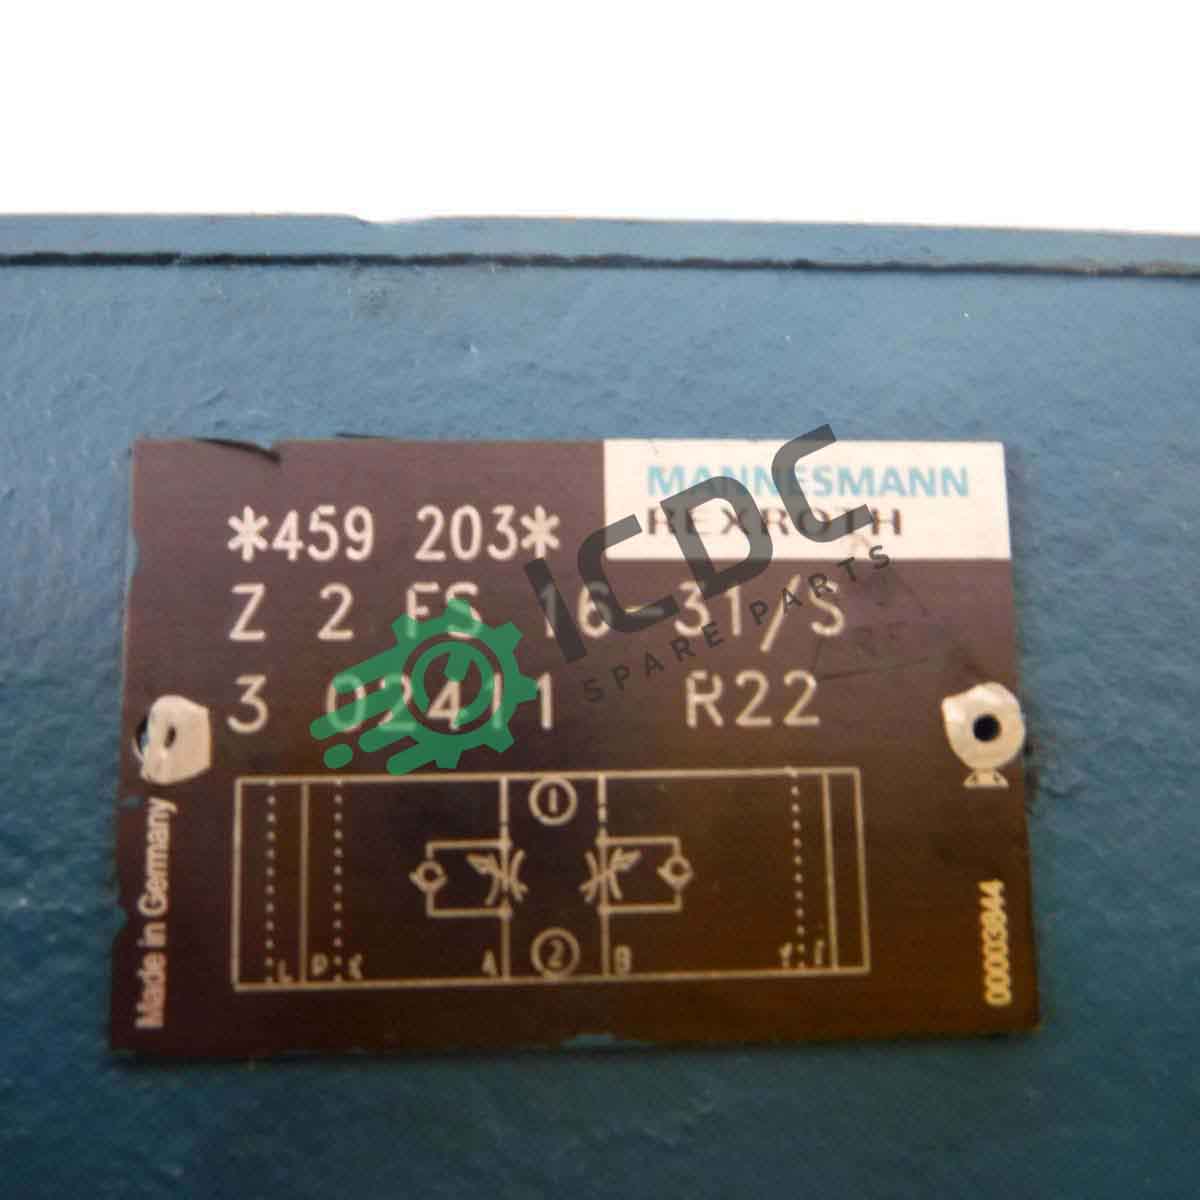 MANNESMANN
REXROTH
*459 203*
Z 2 FS 16-31/S
3 02411 R22
ICDC
SPARE PARTS
1
L P X A 2 B T
Made in Germany
00003844